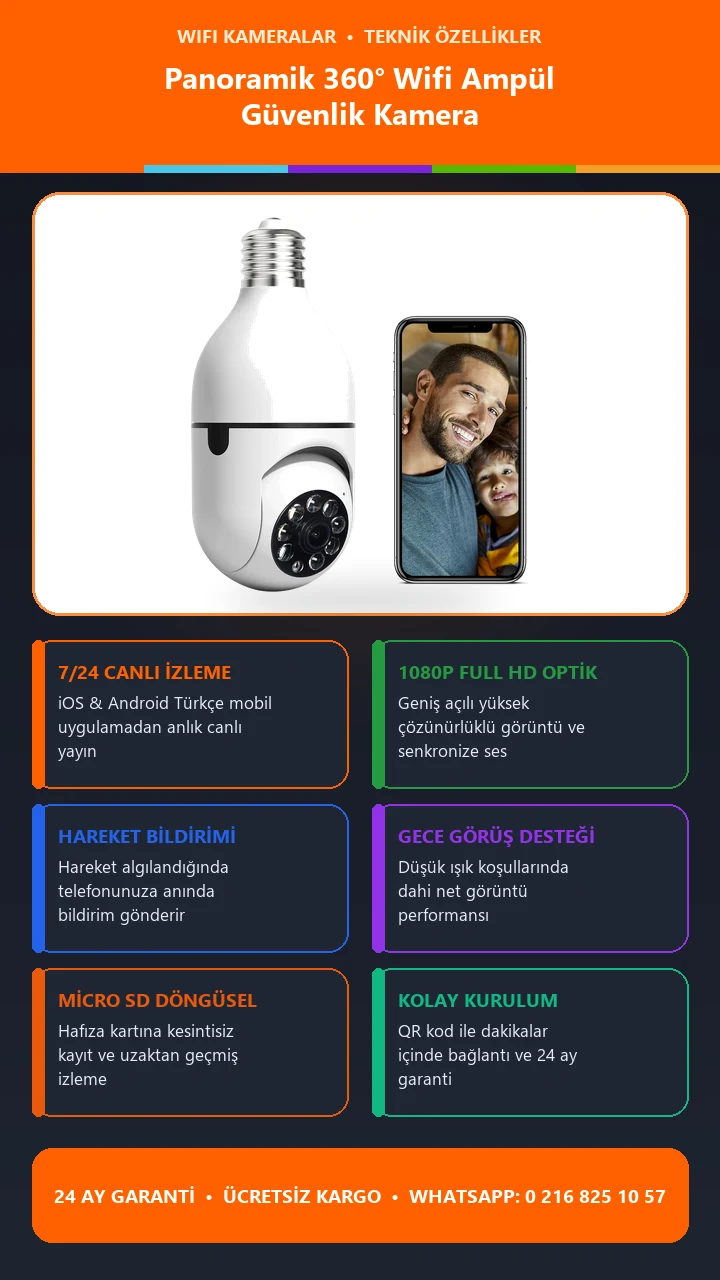 WIFI KAMERALAR • TEKNİK ÖZELLİKLER
Panoramik 360° Wifi Ampül
Güvenlik Kamera
7/24 CANLI İZLEME
iOS & Android Türkçe mobil
uygulamadan anlık canlı
yayın
1080P FULL HD OPTİK
Geniş açılı yüksek
çözünürlüklü görüntü ve
senkronize ses
HAREKET BİLDİRİMİ
Hareket algılandığında
telefonunuza anında
bildirim gönderir
GECE GÖRÜŞ DESTEĞİ
Düşük ışık koşullarında
dahi net görüntü
performansı
MİCRO SD DÖNGÜSEL
Hafıza kartına kesintisiz
kayıt ve uzaktan geçmiş
izleme
KOLAY KURULUM
QR kod ile dakikalar
içinde bağlantı ve 24 ay
garanti
24 AY GARANTİ • ÜCRETSİZ KARGO • WHATSAPP: 0 216 825 10 57